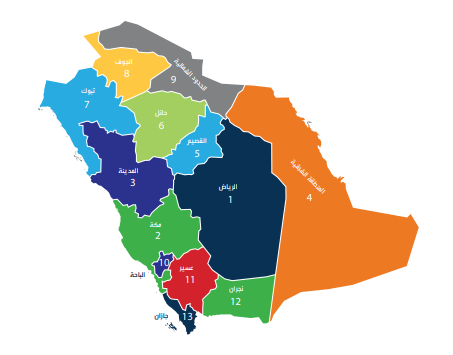 الجوف
8
الحدود الشمالية
9
تبوك
7
حائل
6
القصيم
5
المدينة
3
الرياض
1
المنطقة الشرقية
4
مكة
2
10
الباحة
عسير
11
نجران
12
جازان
13